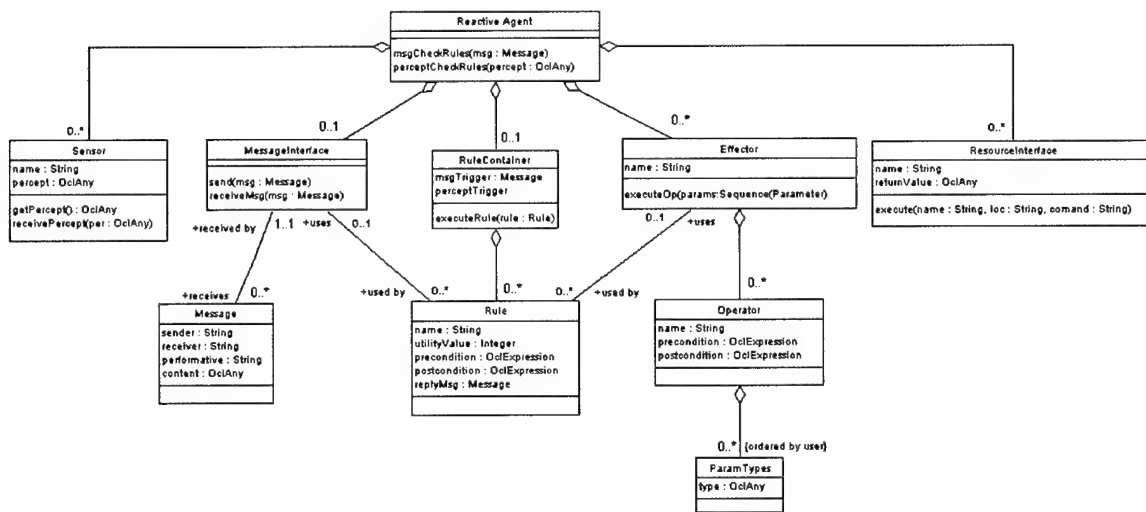 Reactive Agent
msgCheckRules(msg : Message)
perceptCheckRules(percept : OclAny)
0..*
0..1
0..1
0..*
0..*
Sensor
name : String
percept : OclAny
getPercept() : OclAny
receivePercept(per : OclAny)
MessageInterface
send(msg : Message)
receiveMsg(msg : Message)
RuleContainer
msgTrigger : Message
perceptTrigger
executeRule(rule : Rule)
Effector
name : String
executeOp(params:Sequence(Parameter)
ResourceInterface
name : String
returnValue : OclAny
execute(name : String, loc : String, comand : String)
+received by
1..1
+uses
0..1
0..1
+uses
+receives
0..*
+used by
0..*
0..*
0..*
+used by
0..*
Message
sender : String
receiver : String
performative : String
content : OclAny
Rule
name : String
utilityValue : Integer
precondition : OclExpression
postcondition : OclExpression
replyMsg : Message
Operator
name : String
precondition : OclExpression
postcondition : OclExpression
0..*
{ordered by user}
ParamTypes
type : OclAny